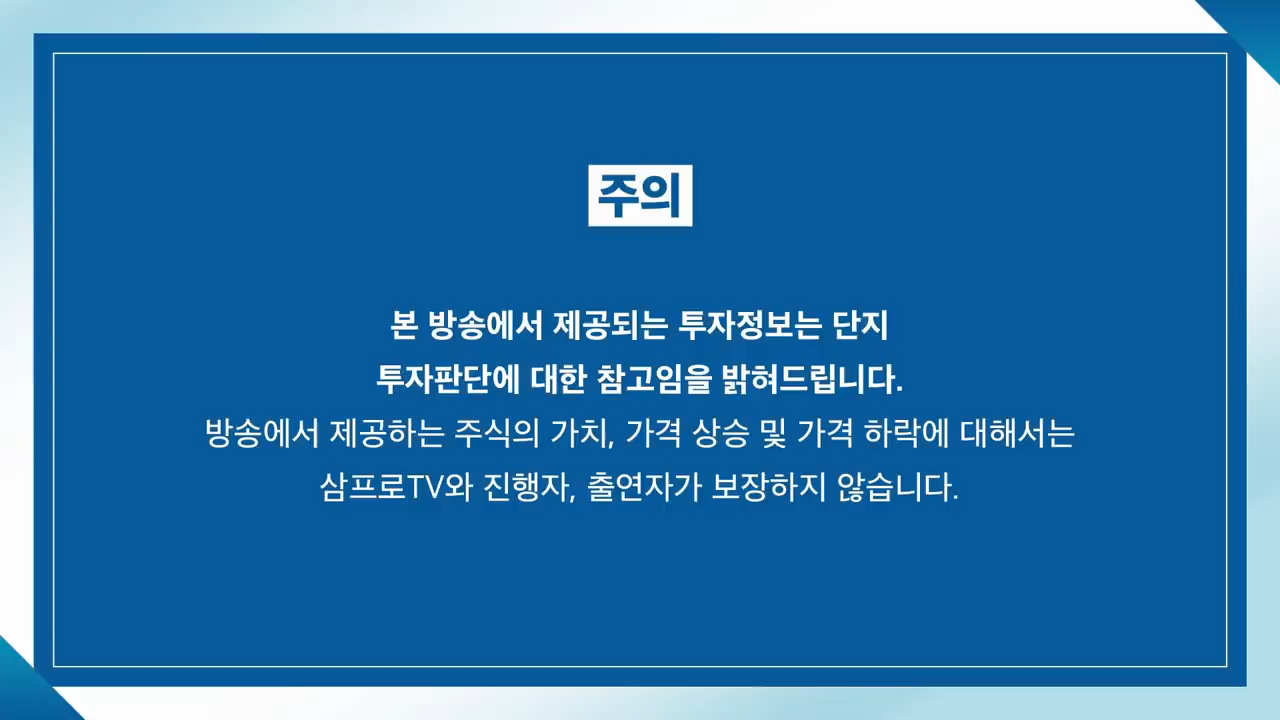 주의
본 방송에서 제공되는 투자정보는 단지
투자판단에 대한 참고임을 밝혀드립니다.
방송에서 제공하는 주식의 가치, 가격 상승 및 가격 하락에 대해서는
삼프로TV와 진행자, 출연자가 보장하지 않습니다.